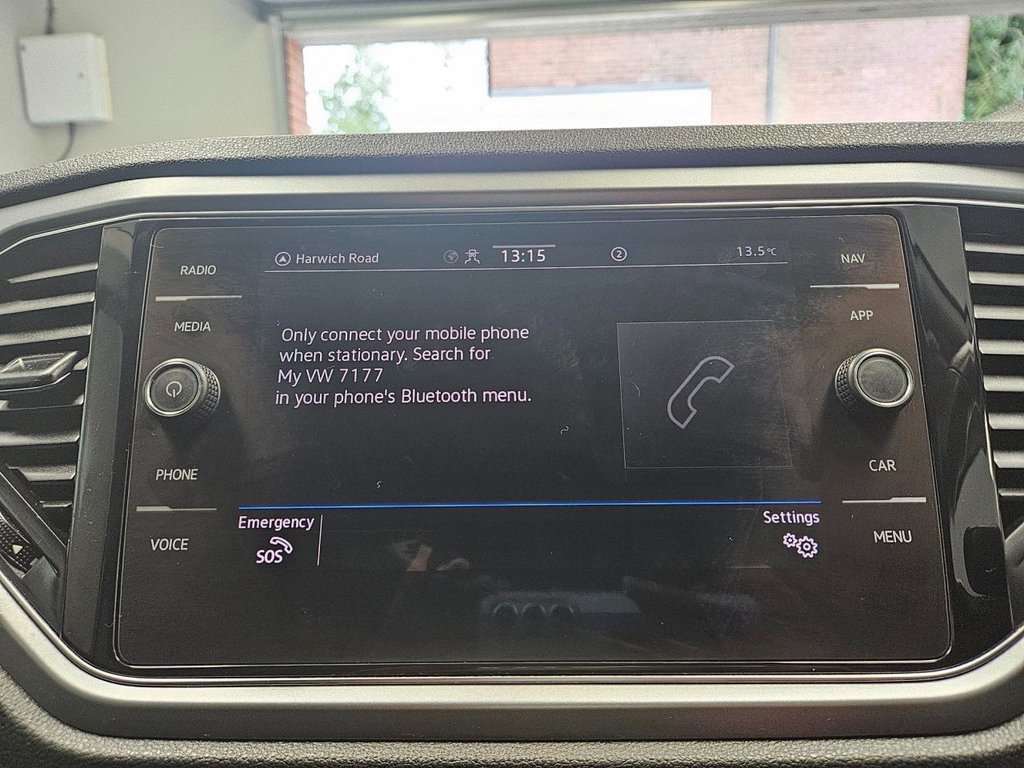 RADIO
MEDIA
PHONE
VOICE
Harwich Road
13:15
2
13.5°C
Only connect your mobile phone
when stationary. Search for
My VW 7177
in your phone's Bluetooth menu.
Emergency
SOS
Settings
NAV
APP
CAR
MENU